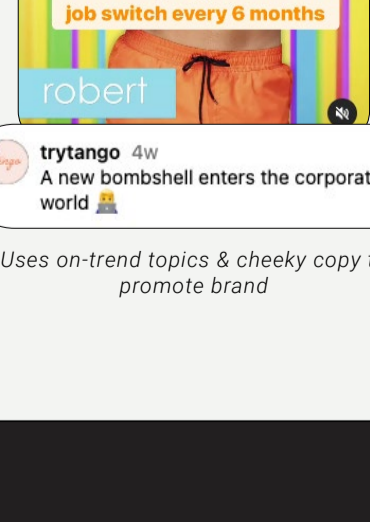 job switch every 6 months
robert
trytango 4w
A new bombshell enters the corporat
world 👩‍💻
Uses on-trend topics & cheeky copy t
promote brand